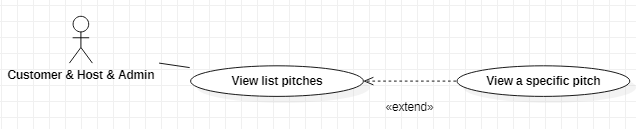 Customer & Host & Admin
View list pitches
View a specific pitch
«extend»